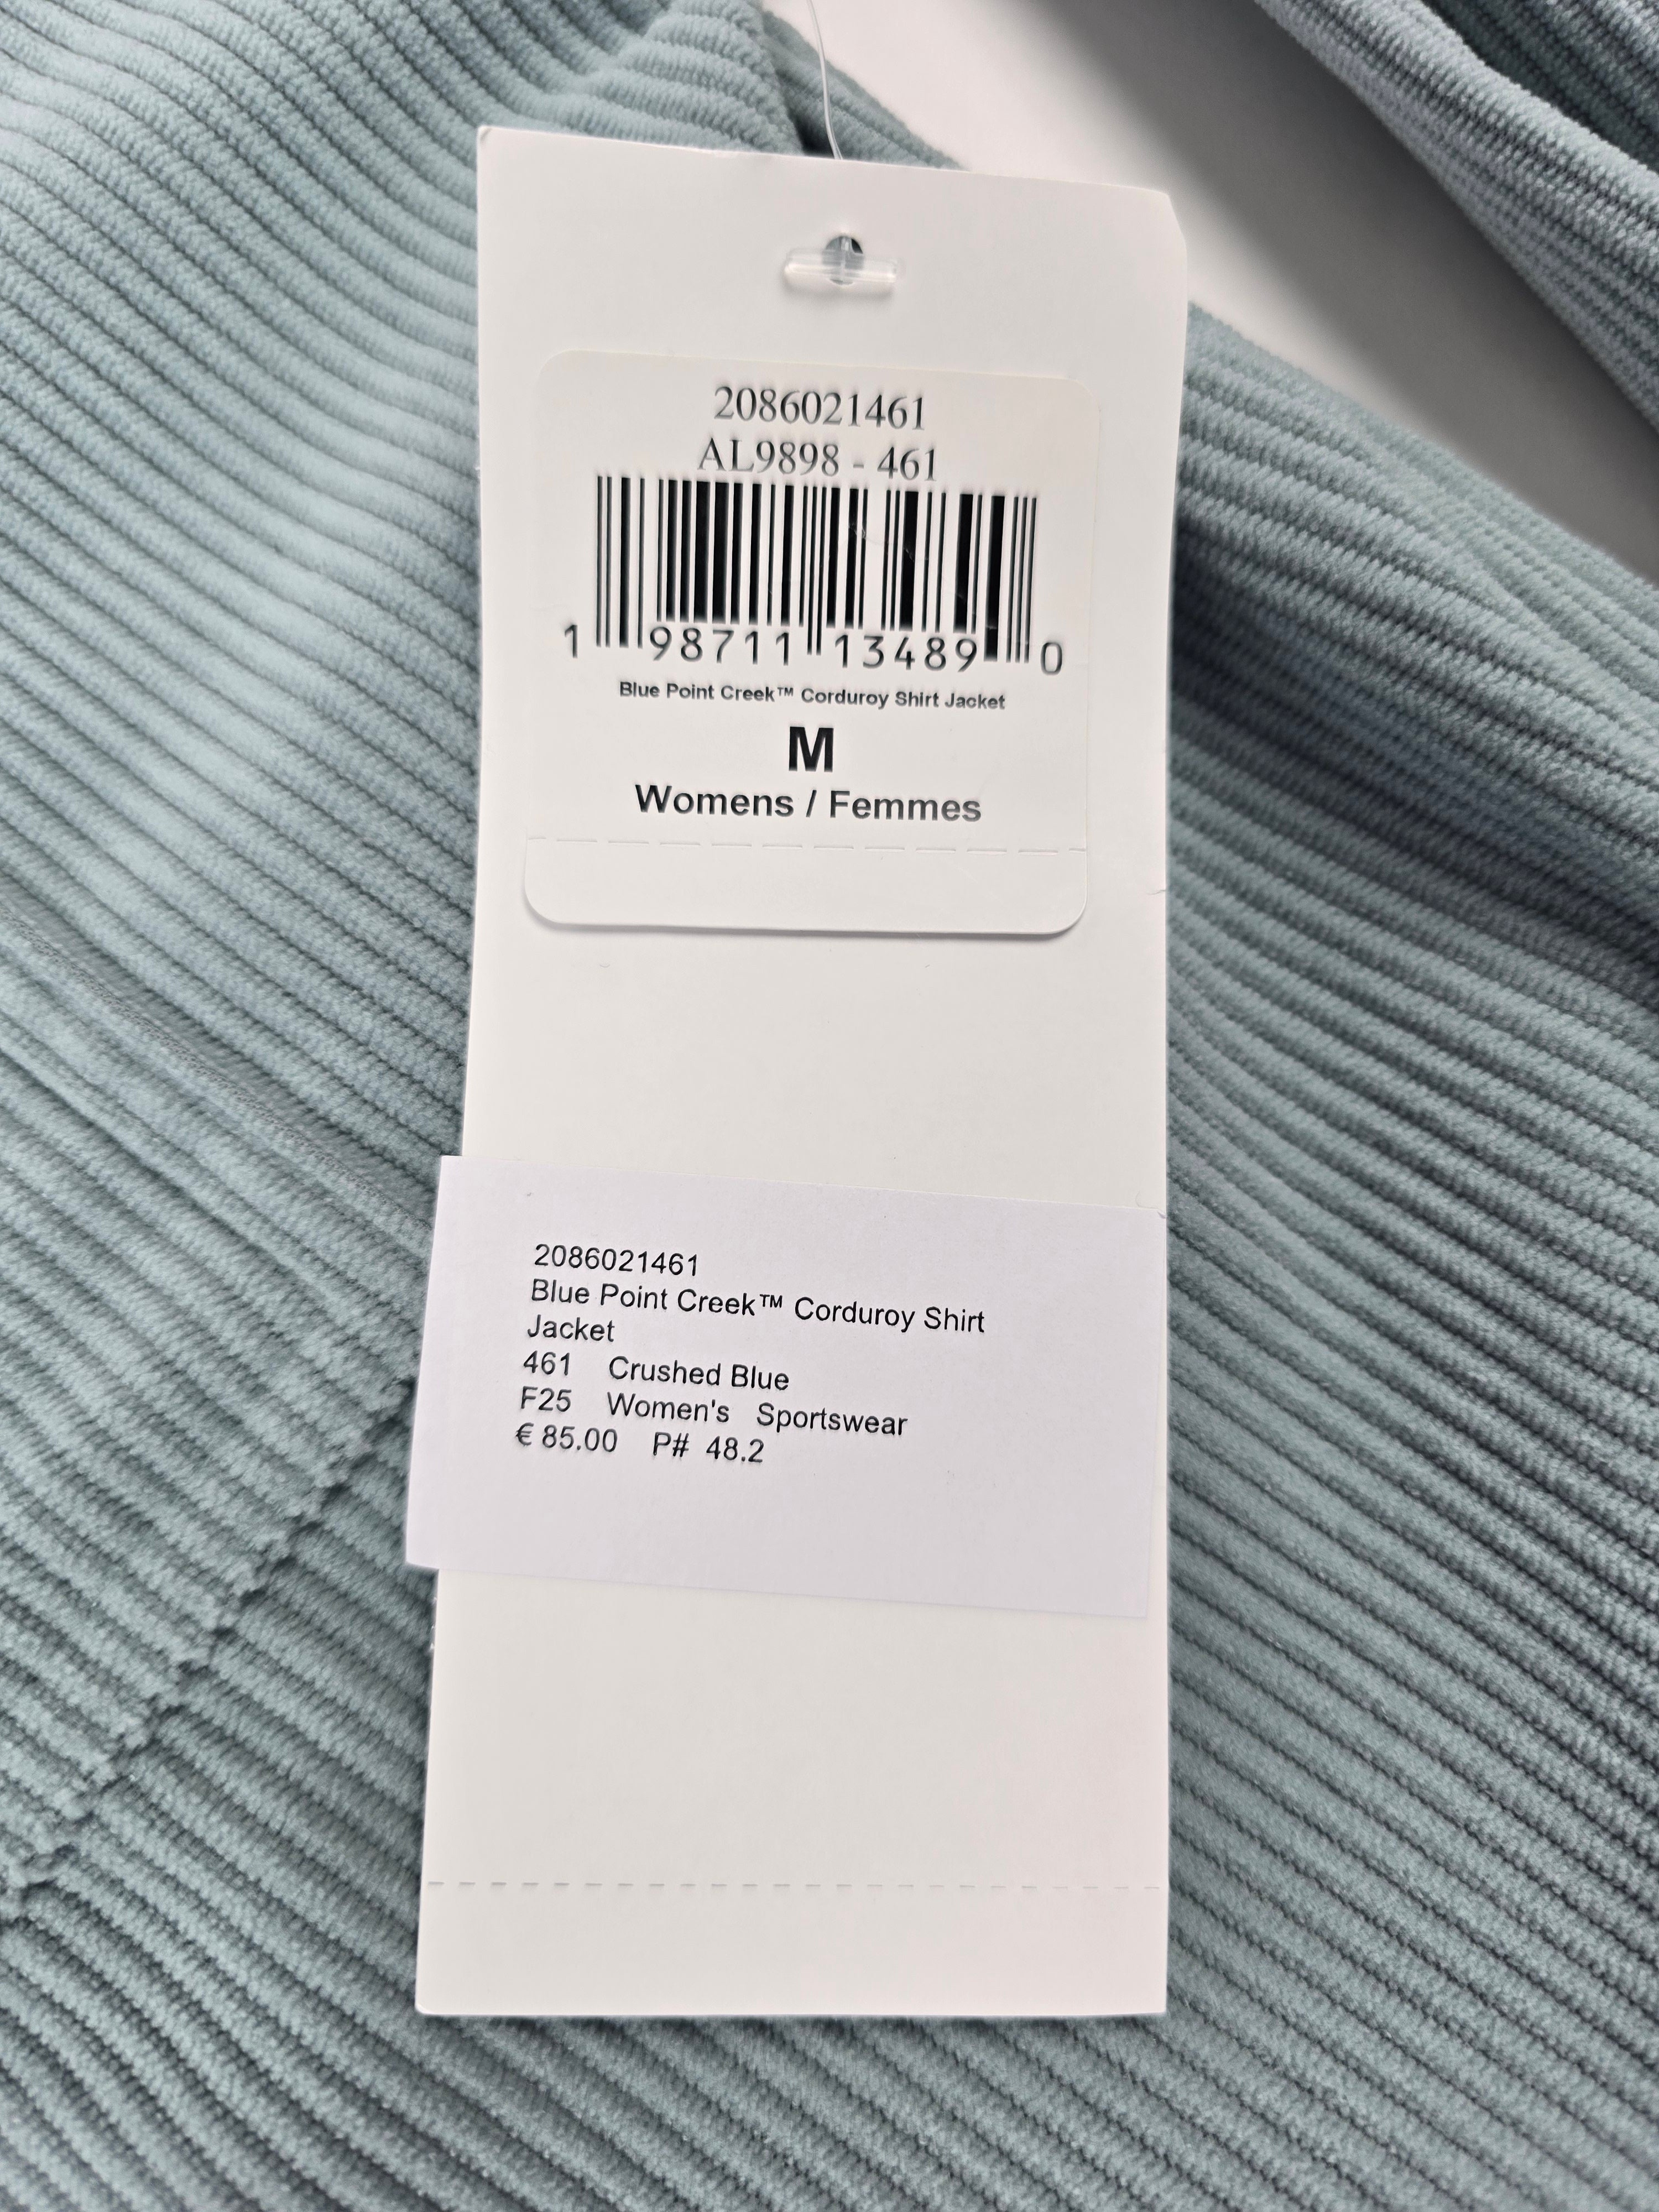 2086021461
AL9898 - 461
1 98711 13489 0
Blue Point Creek™ Corduroy Shirt Jacket
M
Womens / Femmes
2086021461
Blue Point Creek™ Corduroy Shirt
Jacket
461 Crushed Blue
F25 Women's Sportswear
€ 85.00 P# 48.2